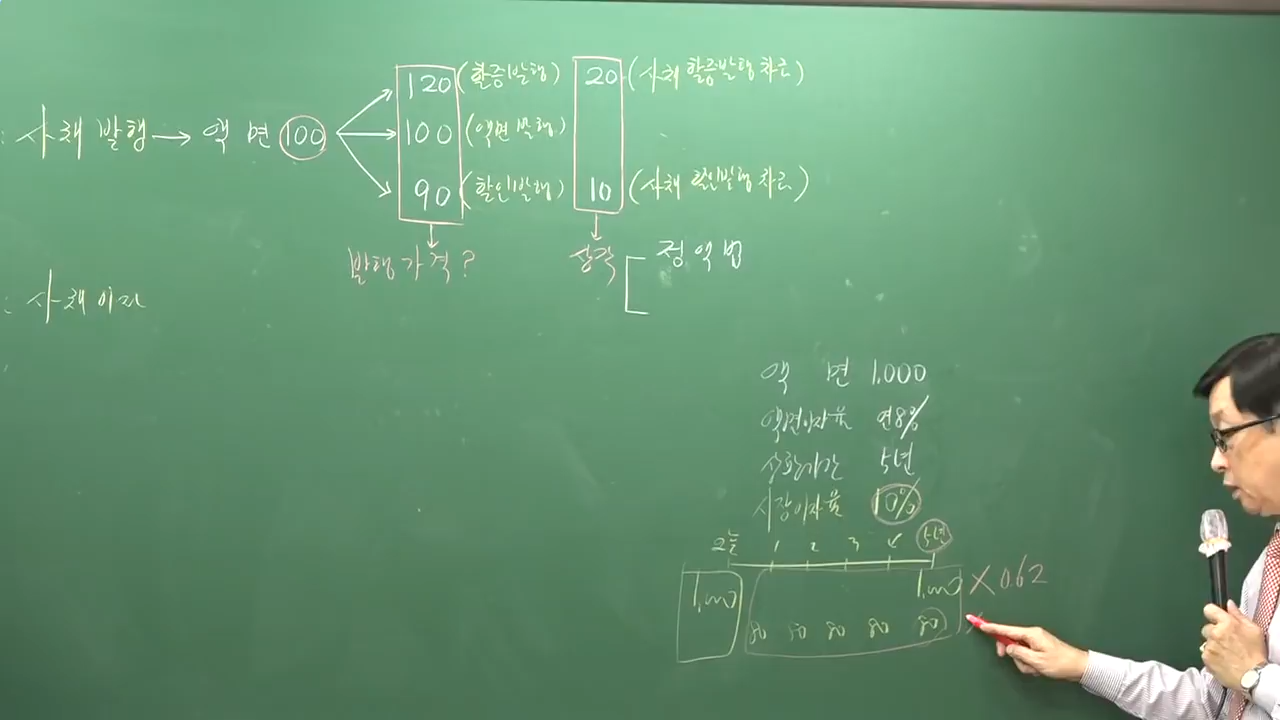 : 사채 발행 → 액 면 100
120 (할증발행) 20 (사채 할증발행 차금)
100 (액면 발행)
90 (할인발행) 10 (사채 할인발행 차금)
발행가격? 상각 정액법
: 사채이자
액 면 1,000
액면이자율 연8%
상환기간 5년
시장이자율 10%
오늘 1 2 3 4 5년
1,000 1,000 X 0.62
80 80 80 80 80 X